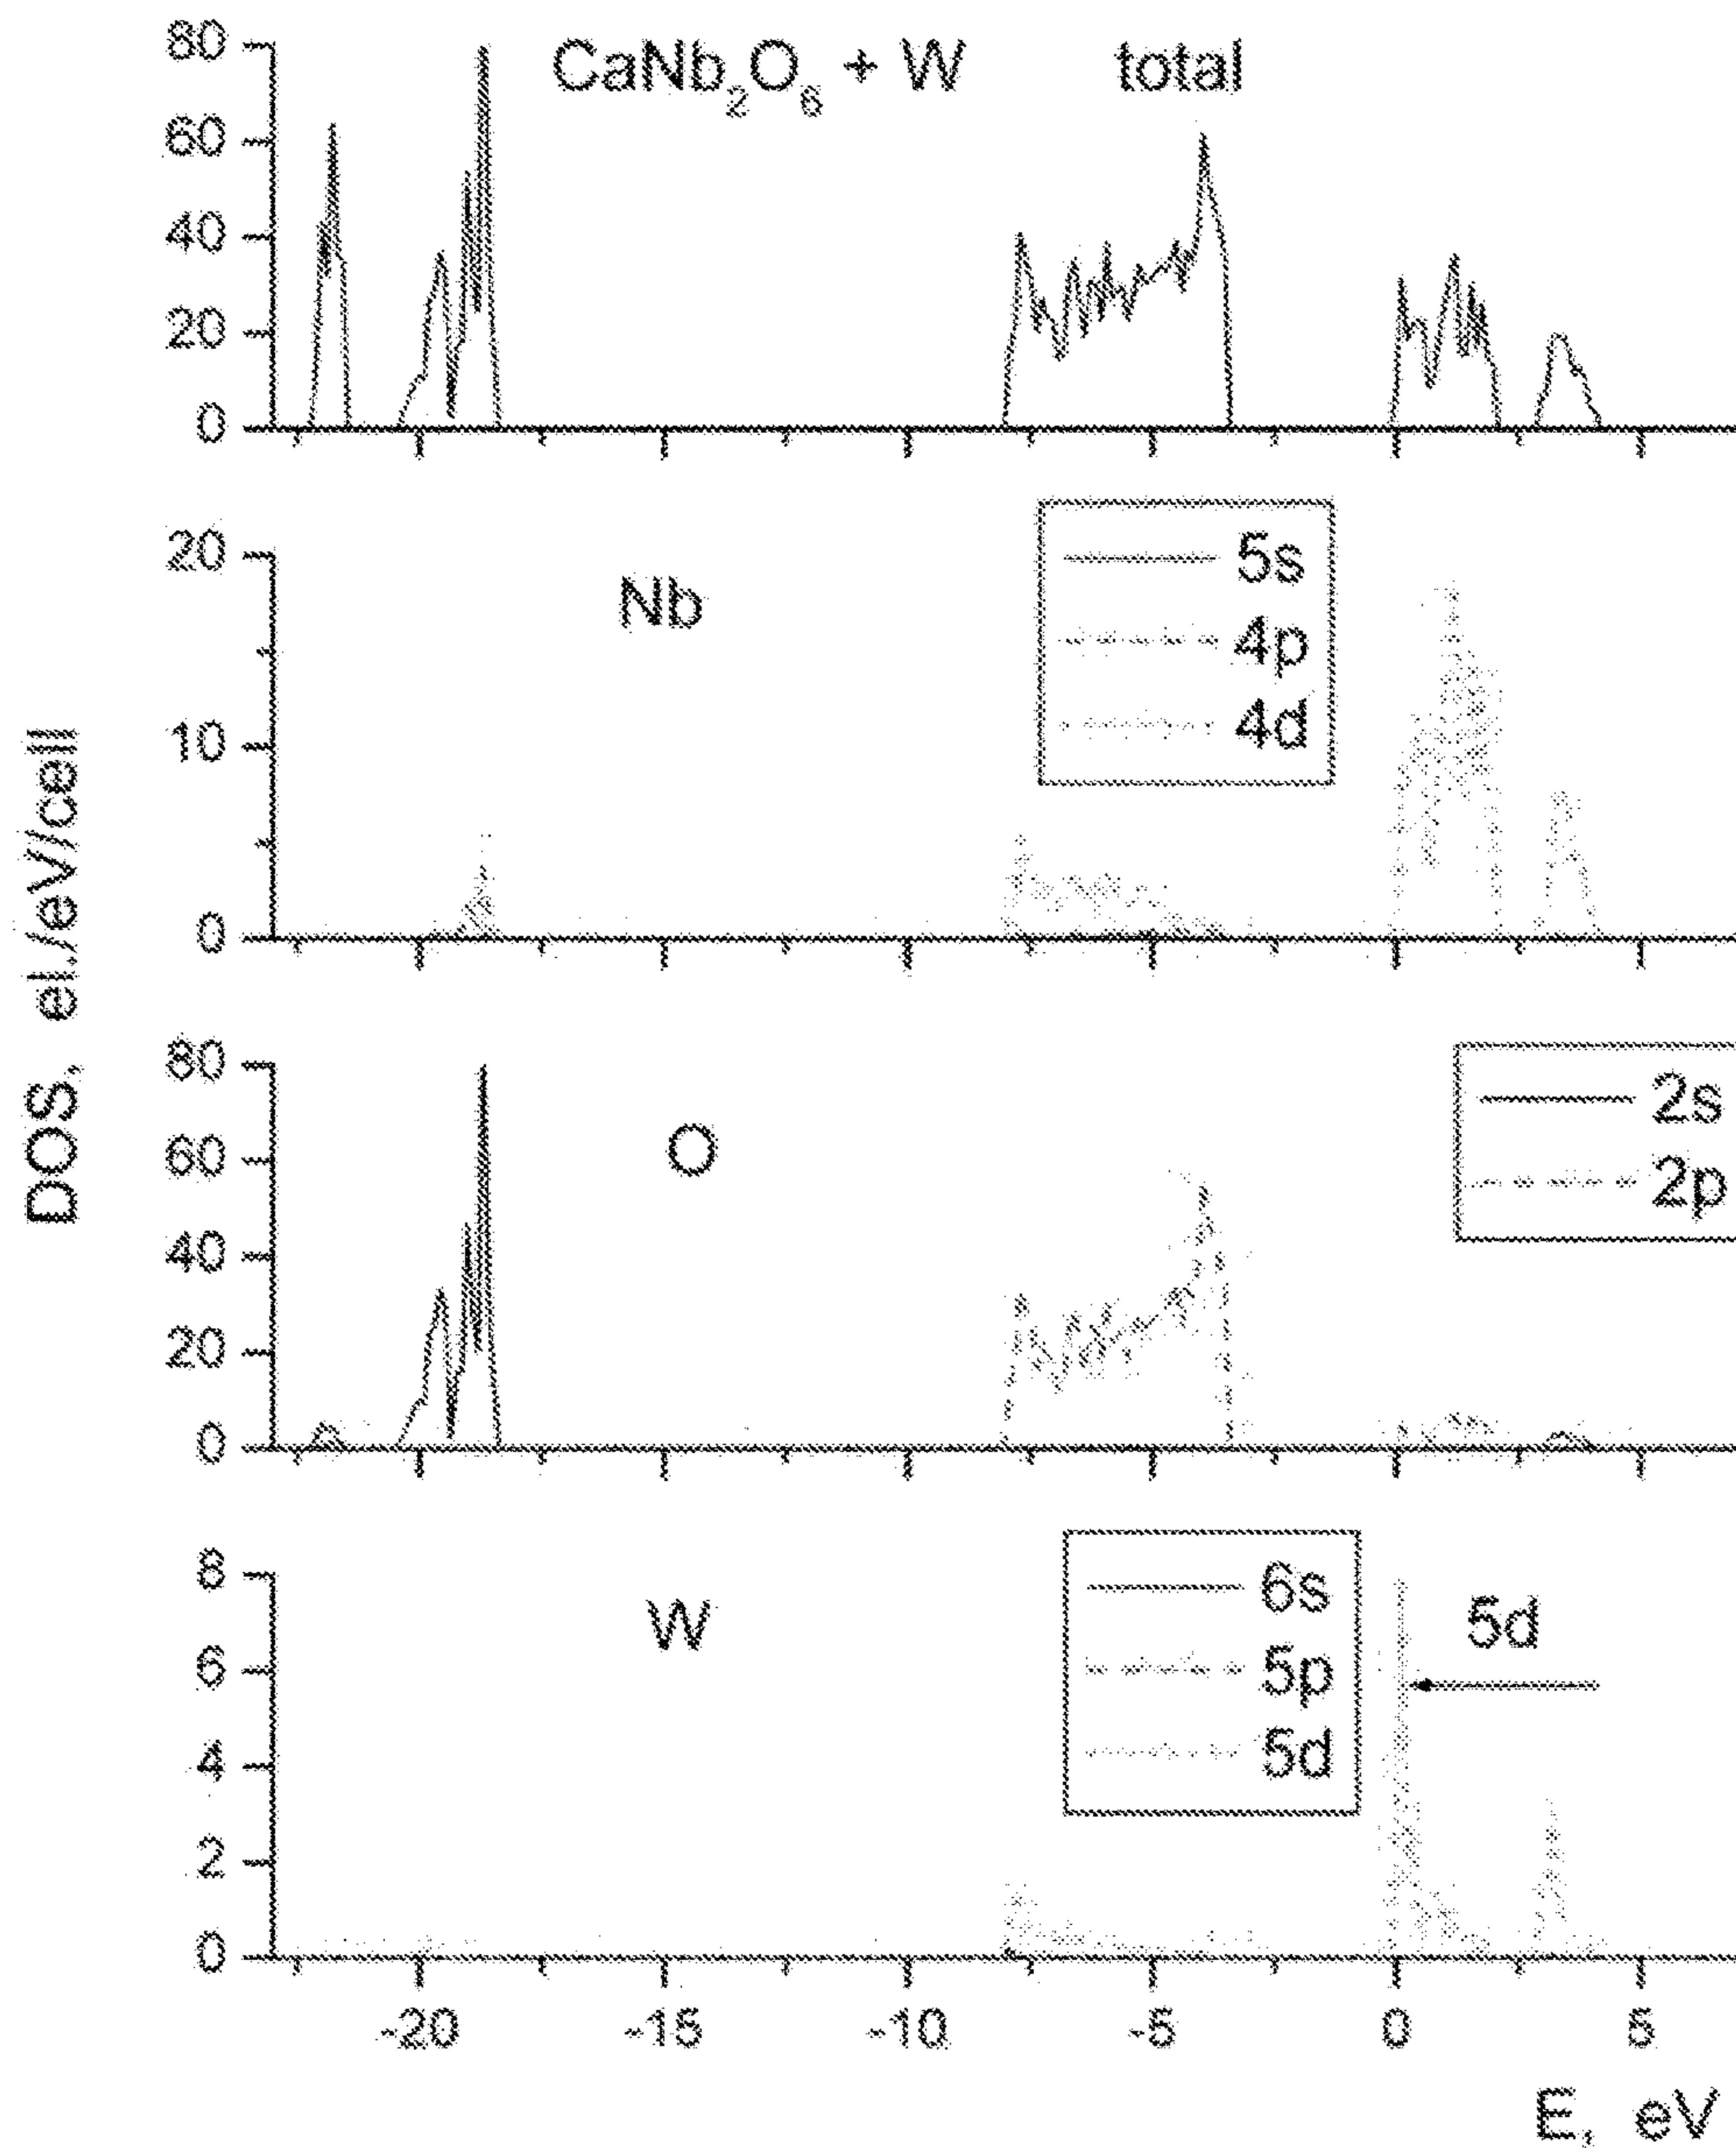 CaNb₂O₆ + W total
80
60
40
20
0
Nb
5s
4p
4d
20
10
0
DOS, el./eV/cell
O
2s
2p
80
60
40
20
0
W
6s
5p
5d
5d
8
6
4
2
0
-20 -15 -10 -5 0 5
E, eV